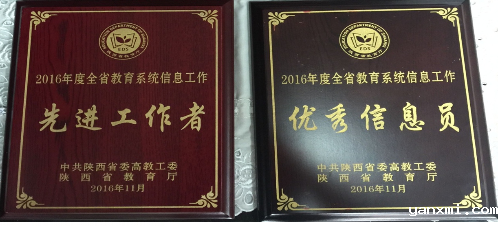 2016年度全省教育系统信息工作
先进工作者
中共陕西省委高教工委
陕西省教育厅
2016年11月
2016年度全省教育系统信息工作
优秀信息员
中共陕西省委高教工委
陕西省教育厅
2016年11月
ganxml.com